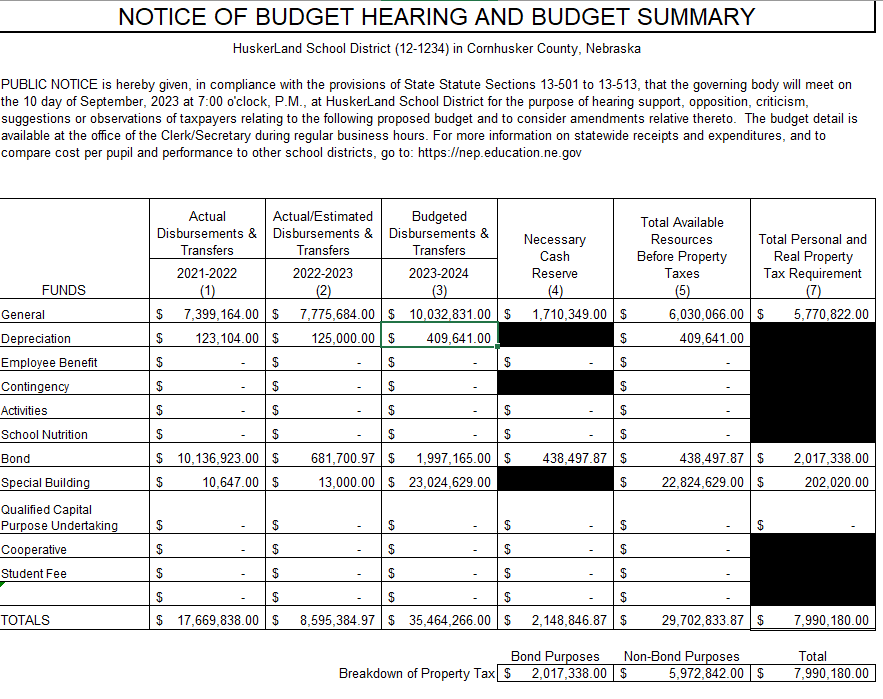 NOTICE OF BUDGET HEARING AND BUDGET SUMMARY
HuskerLand School District (12-1234) in Cornhusker County, Nebraska
PUBLIC NOTICE is hereby given, in compliance with the provisions of State Statute Sections 13-501 to 13-513, that the governing body will meet on
the 10 day of September, 2023 at 7:00 o'clock, P.M., at HuskerLand School District for the purpose of hearing support, opposition, criticism,
suggestions or observations of taxpayers relating to the following proposed budget and to consider amendments relative thereto. The budget detail is
available at the office of the Clerk/Secretary during regular business hours. For more information on statewide receipts and expenditures, and to
compare cost per pupil and performance to other school districts, go to: https://nep.education.ne.gov
FUNDS
Actual
Disbursements &
Transfers
2021-2022
(1)
Actual/Estimated
Disbursements &
Transfers
2022-2023
(2)
Budgeted
Disbursements &
Transfers
2023-2024
(3)
Necessary
Cash
Reserve
(4)
Total Available
Resources
Before Property
Taxes
(5)
Total Personal and
Real Property
Tax Requirement
(7)
General $ 7,399,164.00 $ 7,775,684.00 $ 10,032,831.00 $ 1,710,349.00 $ 6,030,066.00 $ 5,770,822.00
Depreciation $ 123,104.00 $ 125,000.00 $ 409,641.00 $ 409,641.00
Employee Benefit $ - $ - $ - $ - $ -
Contingency $ - $ - $ - $ -
Activities $ - $ - $ - $ - $ -
School Nutrition $ - $ - $ - $ - $ -
Bond $ 10,136,923.00 $ 681,700.97 $ 1,997,165.00 $ 438,497.87 $ 438,497.87 $ 2,017,338.00
Special Building $ 10,647.00 $ 13,000.00 $ 23,024,629.00 $ 22,824,629.00 $ 202,020.00
Qualified Capital
Purpose Undertaking $ - $ - $ - $ - $ - $ -
Cooperative $ - $ - $ - $ - $ -
Student Fee $ - $ - $ - $ - $ -
$ - $ - $ - $ - $ -
TOTALS $ 17,669,838.00 $ 8,595,384.97 $ 35,464,266.00 $ 2,148,846.87 $ 29,702,833.87 $ 7,990,180.00
Bond Purposes Non-Bond Purposes Total
Breakdown of Property Tax $ 2,017,338.00 $ 5,972,842.00 $ 7,990,180.00